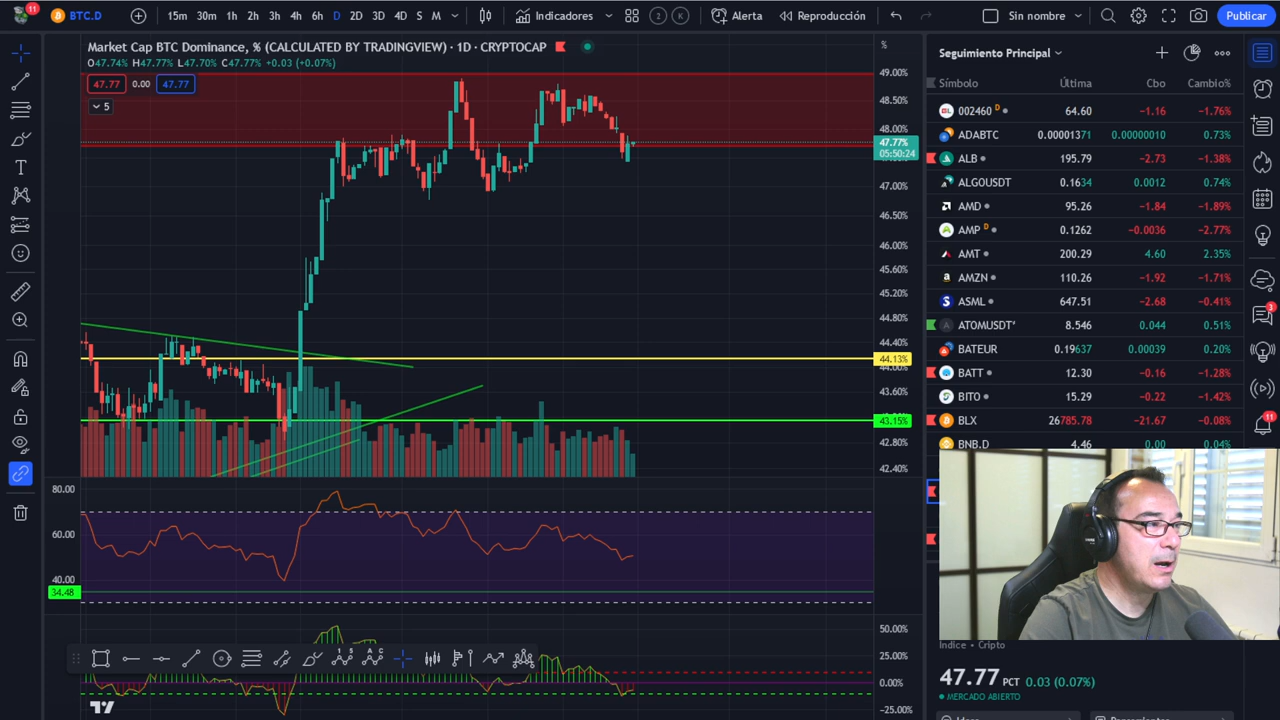 11
BTC.D
15m 30m 1h 2h 3h 4h 6h D 2D 3D 4D S M
Indicadores
2 K
Alerta
Reproducción
Sin nombre
Publicar
Market Cap BTC Dominance, % (CALCULATED BY TRADINGVIEW) · 1D · CRYPTOCAP
O47.74% H47.77% L47.70% C47.77% +0.03 (+0.07%)
47.77 0.00 47.77
5
%
49.00%
48.50%
48.00%
47.77%
05:50:24
47.00%
46.50%
46.00%
45.60%
45.20%
44.80%
44.40%
44.13%
44.00%
43.60%
43.15%
42.80%
42.40%
80.00
60.00
40.00
34.48
50.00%
25.00%
0.00%
−25.00%
Seguimiento Principal
Símbolo Última Cbo Cambio%
002460 D 64.60 −1.16 −1.76%
ADABTC 0.00001371 0.00000010 0.73%
ALB 195.79 −2.73 −1.38%
ALGOUSDT 0.1634 0.0012 0.74%
AMD 95.26 −1.84 −1.89%
AMP D 0.1262 −0.0036 −2.77%
AMT 200.29 4.60 2.35%
AMZN 110.26 −1.92 −1.71%
ASML 647.51 −2.68 −0.41%
ATOMUSDT 8.546 0.044 0.51%
BATEUR 0.19637 0.00039 0.20%
BATT 12.30 −0.16 −1.28%
BITO 15.29 −0.22 −1.42%
BLX 26785.78 −21.67 −0.08%
BNB.D 4.46 0.00 0.04%
3
11
Índice • Cripto
47.77 PCT 0.03 (0.07%)
MERCADO ABIERTO